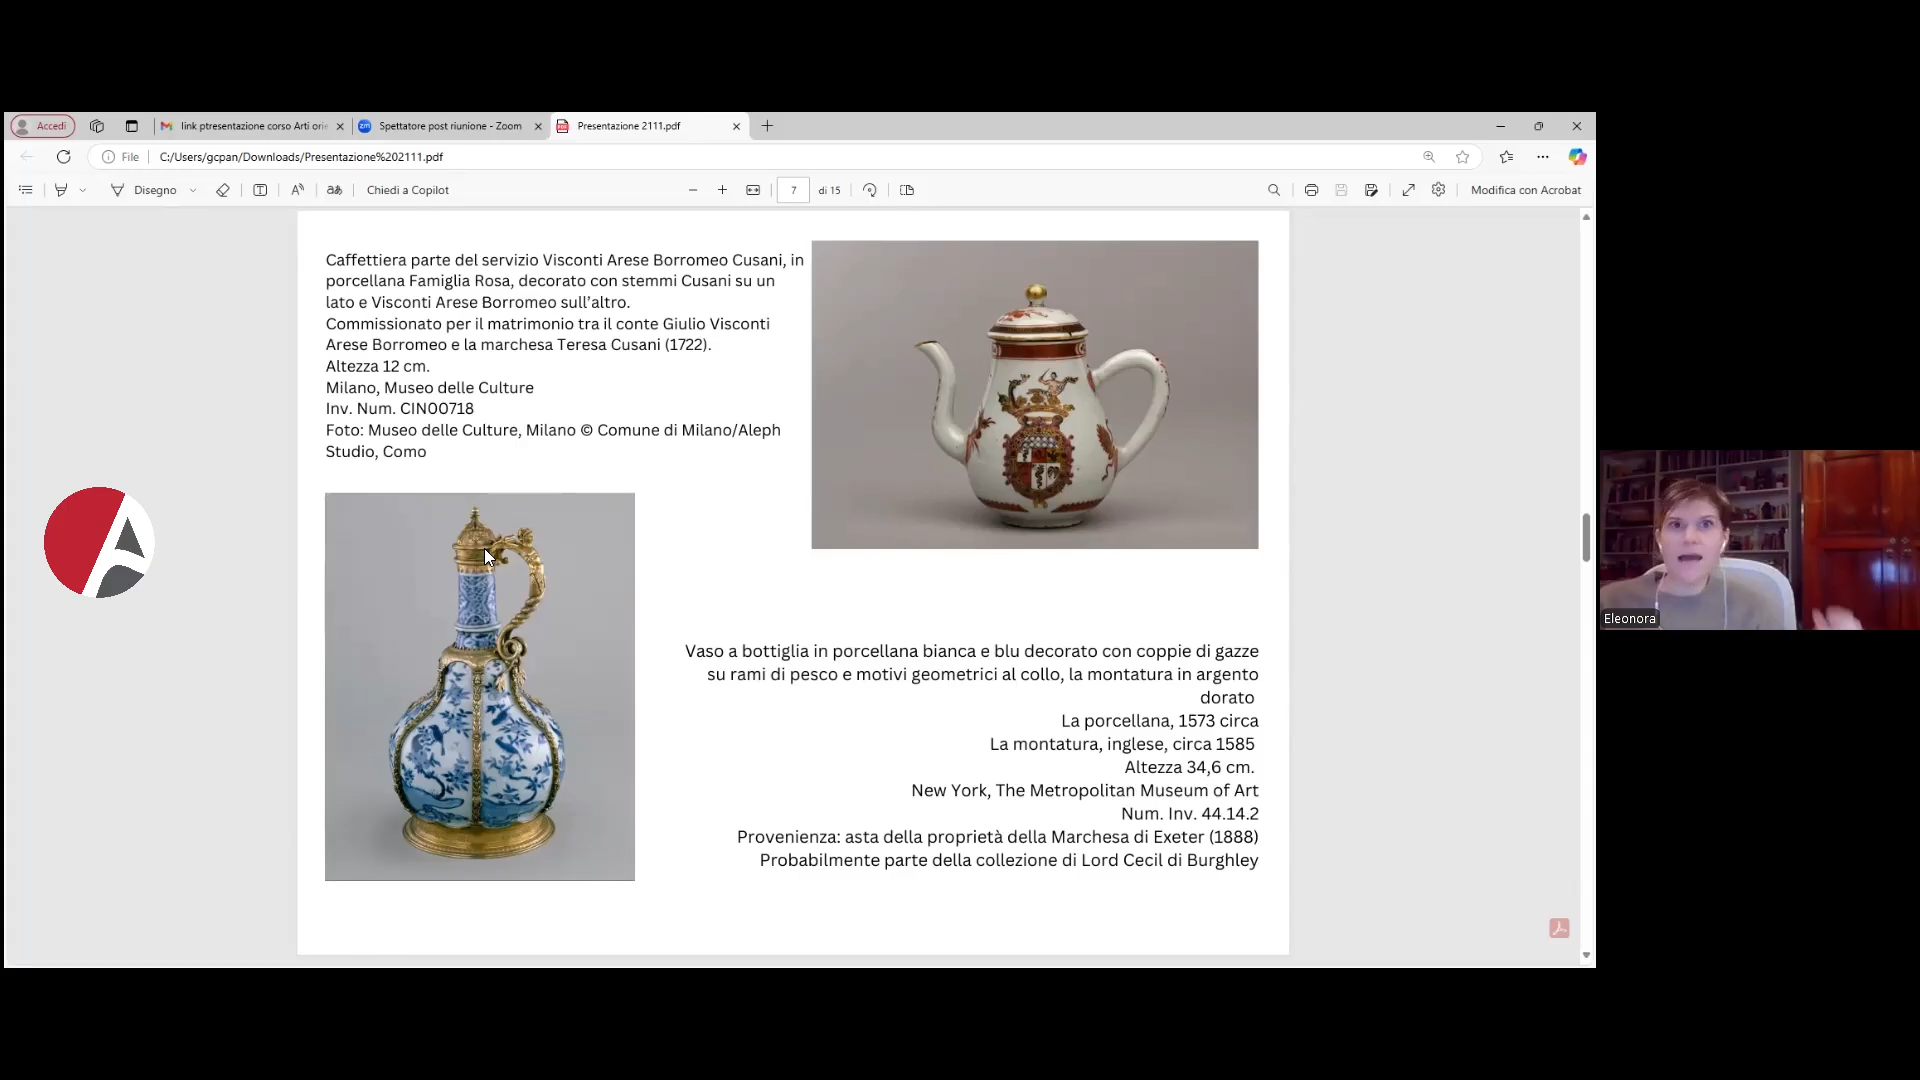 Accedi
link ptresentazione corso Arti orie
Spettatore post riunione - Zoom
Presentazione 2111.pdf
File
C:/Users/gcpan/Downloads/Presentazione%202111.pdf
Disegno
Chiedi a Copilot
7
di 15
Modifica con Acrobat
Caffettiera parte del servizio Visconti Arese Borromeo Cusani, in
porcellana Famiglia Rosa, decorato con stemmi Cusani su un
lato e Visconti Arese Borromeo sull'altro.
Commissionato per il matrimonio tra il conte Giulio Visconti
Arese Borromeo e la marchesa Teresa Cusani (1722).
Altezza 12 cm.
Milano, Museo delle Culture
Inv. Num. CIN00718
Foto: Museo delle Culture, Milano © Comune di Milano/Aleph
Studio, Como
Vaso a bottiglia in porcellana bianca e blu decorato con coppie di gazze
su rami di pesco e motivi geometrici al collo, la montatura in argento
dorato
La porcellana, 1573 circa
La montatura, inglese, circa 1585
Altezza 34,6 cm.
New York, The Metropolitan Museum of Art
Num. Inv. 44.14.2
Provenienza: asta della proprietà della Marchesa di Exeter (1888)
Probabilmente parte della collezione di Lord Cecil di Burghley
Eleonora